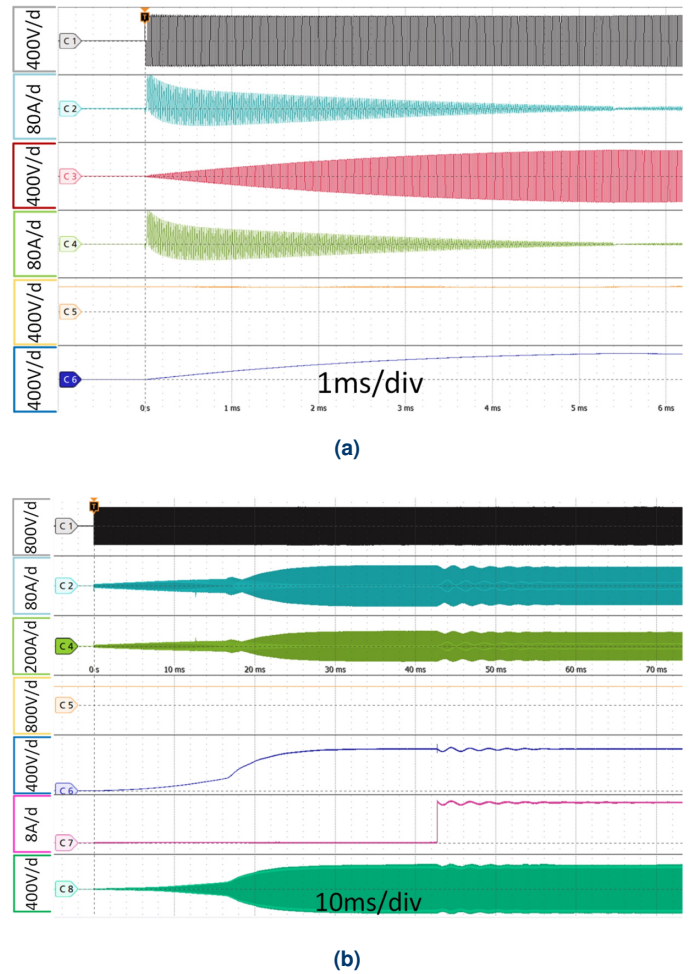 400V/d
C 1
T
80A/d
C 2
400V/d
C 3
80A/d
C 4
400V/d
C 5
400V/d
C 6
1ms/div
0s 1 ms 2 ms 3 ms 4 ms 5 ms 6 ms
(a)
800V/d
C 1
T
80A/d
C 2
200A/d
C 4
0s 10 ms 20 ms 30 ms 40 ms 50 ms 60 ms 70 ms
800V/d
C 5
400V/d
C 6
8A/d
C 7
400V/d
C 8
10ms/div
(b)